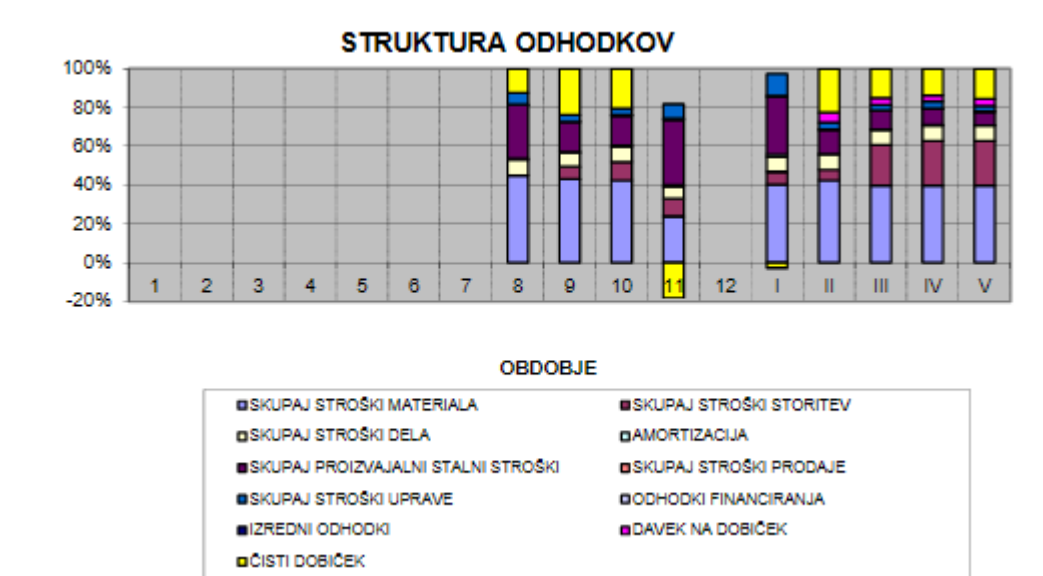 STRUKTURA ODHODKOV
100%
80%
60%
40%
20%
0%
-20%
1 2 3 4 5 6 7 8 9 10 11 12 I II III IV V
OBDOBJE
SKUPAJ STROŠKI MATERIALA SKUPAJ STROŠKI STORITEV
SKUPAJ STROŠKI DELA AMORTIZACIJA
SKUPAJ PROIZVAJALNI STALNI STROŠKI SKUPAJ STROŠKI PRODAJE
SKUPAJ STROŠKI UPRAVE ODHODKI FINANCIRANJA
IZREDNI ODHODKI DAVEK NA DOBIČEK
ČISTI DOBIČEK